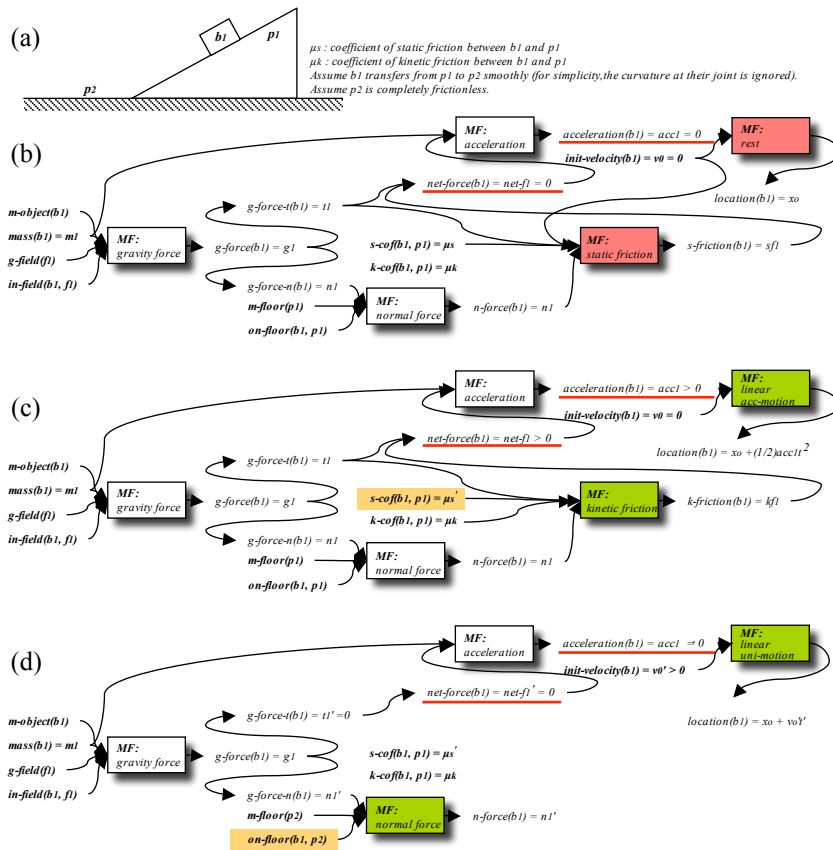 (a)
b1
p1
p2
μs : coefficient of static friction between b1 and p1
μk : coefficient of kinetic friction between b1 and p1
Assume b1 transfers from p1 to p2 smoothly (for simplicity,the curvature at their joint is ignored).
Assume p2 is completely frictionless.
(b)
MF:
acceleration
acceleration(b1) = acc1 = 0
init-velocity(b1) = v0 = 0
MF:
rest
location(b1) = xo
net-force(b1) = net-f1 = 0
m-object(b1)
mass(b1) = m1
g-field(f1)
in-field(b1, f1)
MF:
gravity force
g-force-t(b1) = t1
g-force(b1) = g1
g-force-n(b1) = n1
s-cof(b1, p1) = μs
k-cof(b1, p1) = μk
MF:
static friction
s-friction(b1) = sf1
m-floor(p1)
on-floor(b1, p1)
MF:
normal force
n-force(b1) = n1
(c)
MF:
acceleration
acceleration(b1) = acc1 > 0
init-velocity(b1) = v0 = 0
MF:
linear
acc-motion
location(b1) = xo +(1/2)acc1t²
net-force(b1) = net-f1 > 0
m-object(b1)
mass(b1) = m1
g-field(f1)
in-field(b1, f1)
MF:
gravity force
g-force-t(b1) = t1
g-force(b1) = g1
g-force-n(b1) = n1
s-cof(b1, p1) = μs'
k-cof(b1, p1) = μk
MF:
kinetic friction
k-friction(b1) = kf1
m-floor(p1)
on-floor(b1, p1)
MF:
normal force
n-force(b1) = n1
(d)
MF:
acceleration
acceleration(b1) = acc1 = 0
init-velocity(b1) = v0' > 0
MF:
linear
uni-motion
location(b1) = xo + vo't'
net-force(b1) = net-f1' = 0
m-object(b1)
mass(b1) = m1
g-field(f1)
in-field(b1, f1)
MF:
gravity force
g-force-t(b1) = t1' =0
g-force(b1) = g1
g-force-n(b1) = n1'
s-cof(b1, p1) = μs'
k-cof(b1, p1) = μk
m-floor(p2)
on-floor(b1, p2)
MF:
normal force
n-force(b1) = n1'